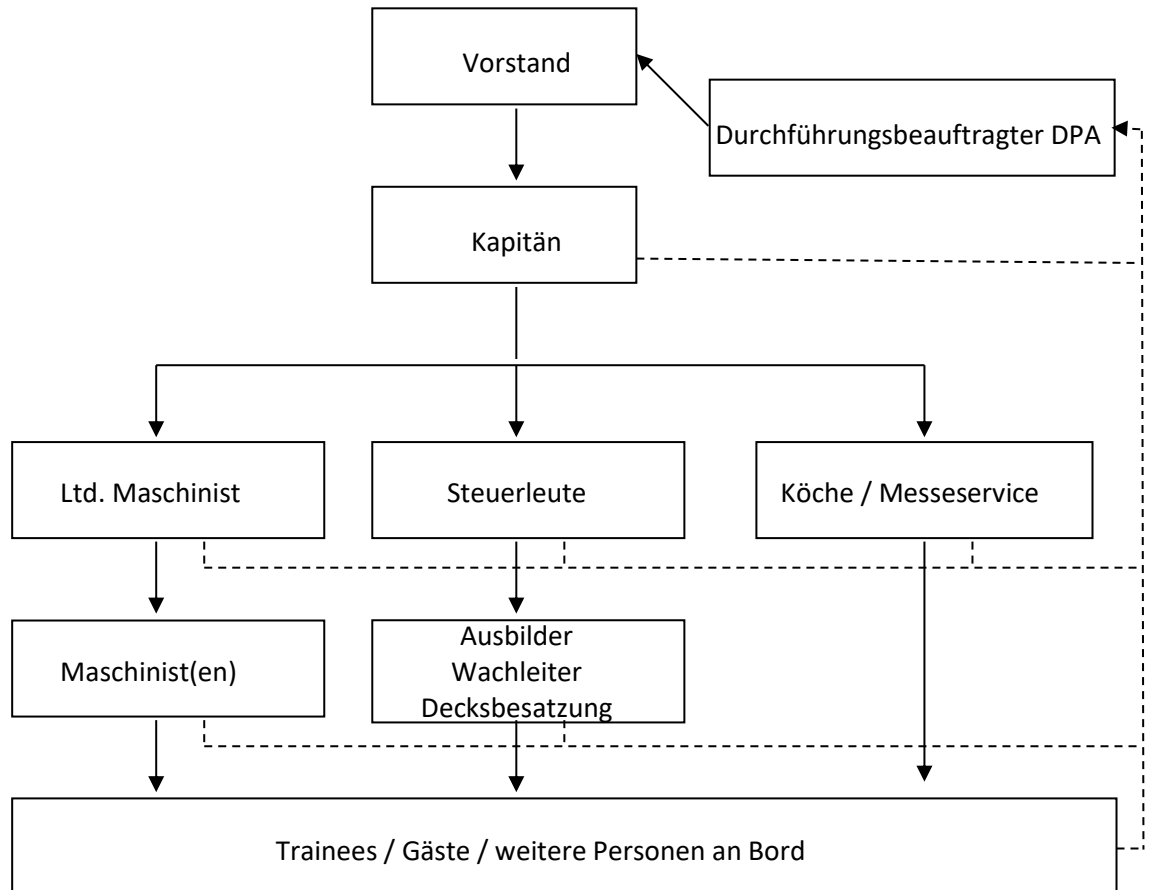 Vorstand
Durchführungsbeauftragter DPA
Kapitän
Ltd. Maschinist
Steuerleute
Köche / Messeservice
Maschinist(en)
Ausbilder
Wachleiter
Decksbesatzung
Trainees / Gäste / weitere Personen an Bord